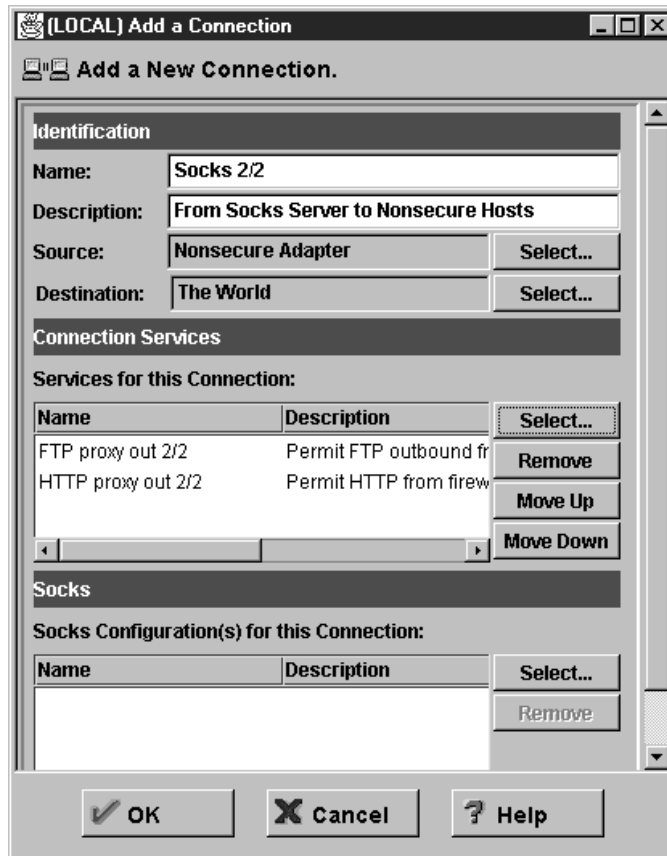 (LOCAL) Add a Connection
Add a New Connection.
Identification
Name: Socks 2/2
Description: From Socks Server to Nonsecure Hosts
Source: Nonsecure Adapter Select...
Destination: The World Select...
Connection Services
Services for this Connection:
Name Description Select...
FTP proxy out 2/2 Permit FTP outbound fr
Remove
HTTP proxy out 2/2 Permit HTTP from firew
Move Up
Move Down
Socks
Socks Configuration(s) for this Connection:
Name Description Select...
Remove
OK Cancel Help